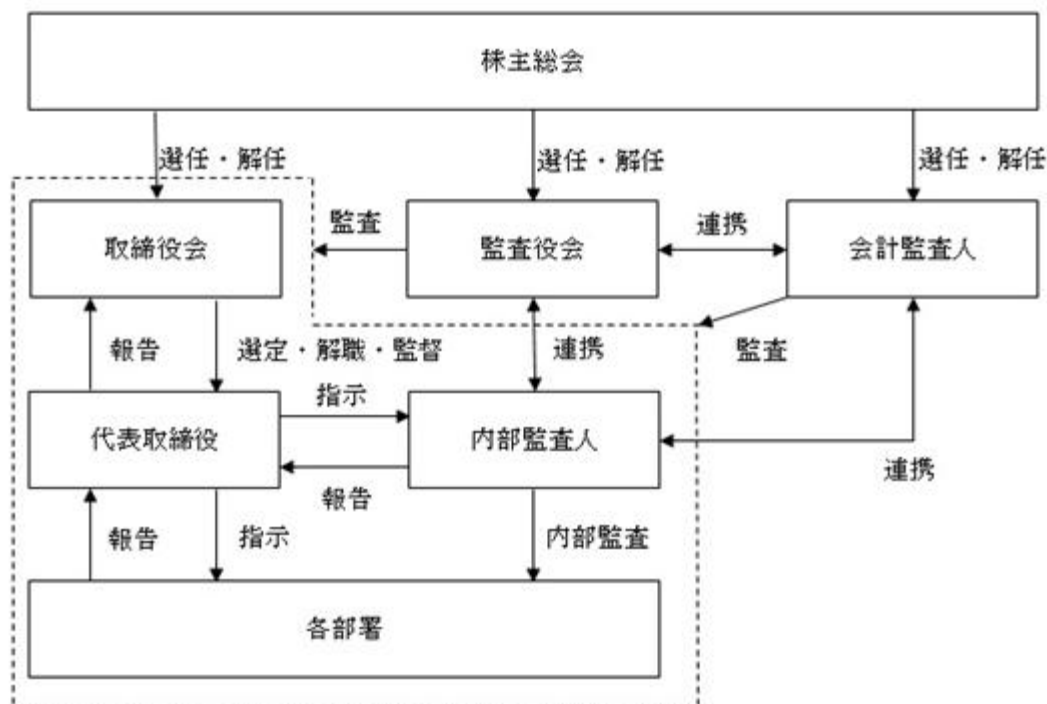 株主総会
選任・解任
選任・解任
選任・解任
取締役会
監査
監査役会
連携
会計監査人
報告
選定・解職・監督
連携
監査
指示
代表取締役
内部監査人
報告
連携
報告
指示
内部監査
各部署